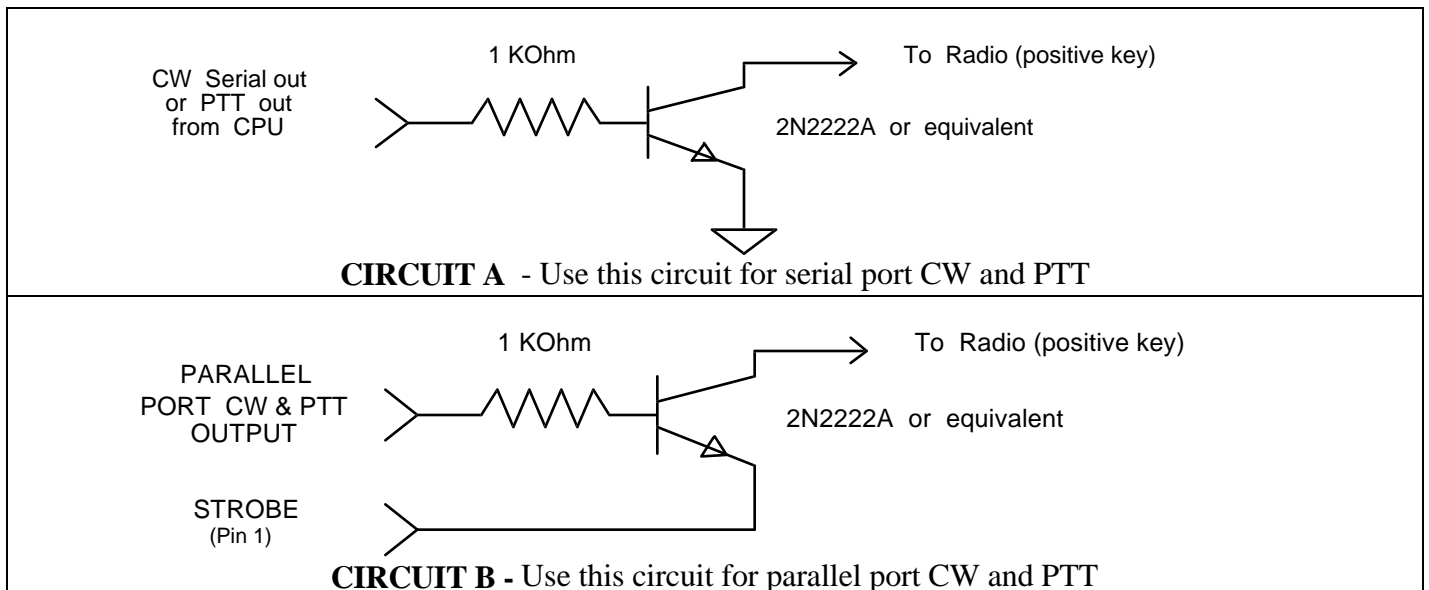 1 KOhm
To Radio (positive key)
CW Serial out
or PTT out
from CPU
2N2222A or equivalent
CIRCUIT A - Use this circuit for serial port CW and PTT
1 KOhm
To Radio (positive key)
PARALLEL
PORT CW & PTT
OUTPUT
2N2222A or equivalent
STROBE
(Pin 1)
CIRCUIT B - Use this circuit for parallel port CW and PTT